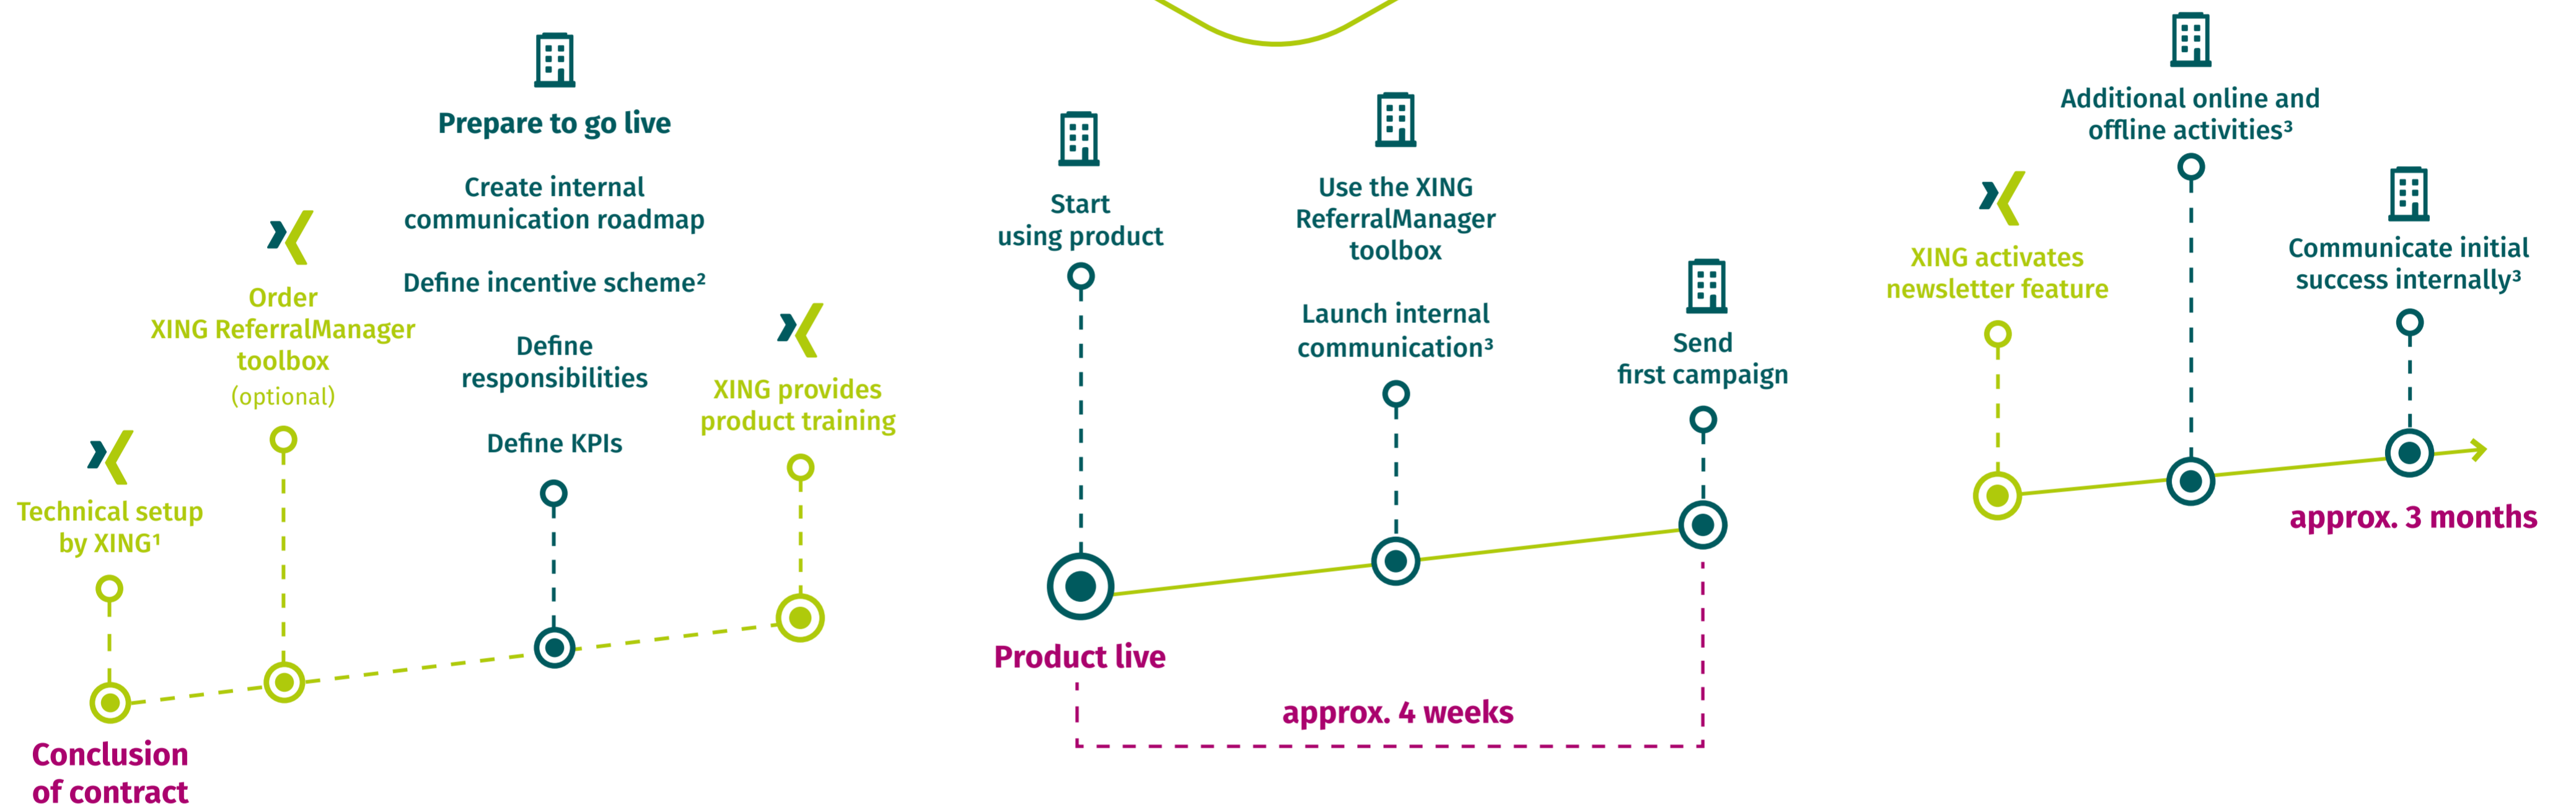 Technical setup
by XING¹
Conclusion
of contract
Order
XING ReferralManager
toolbox
(optional)
Prepare to go live
Create internal
communication roadmap
Define incentive scheme²
Define
responsibilities
Define KPIs
XING provides
product training
Start
using product
Product live
Use the XING
ReferralManager
toolbox
Launch internal
communication³
approx. 4 weeks
Send
first campaign
XING activates
newsletter feature
Additional online and
offline activities³
Communicate initial
success internally³
approx. 3 months